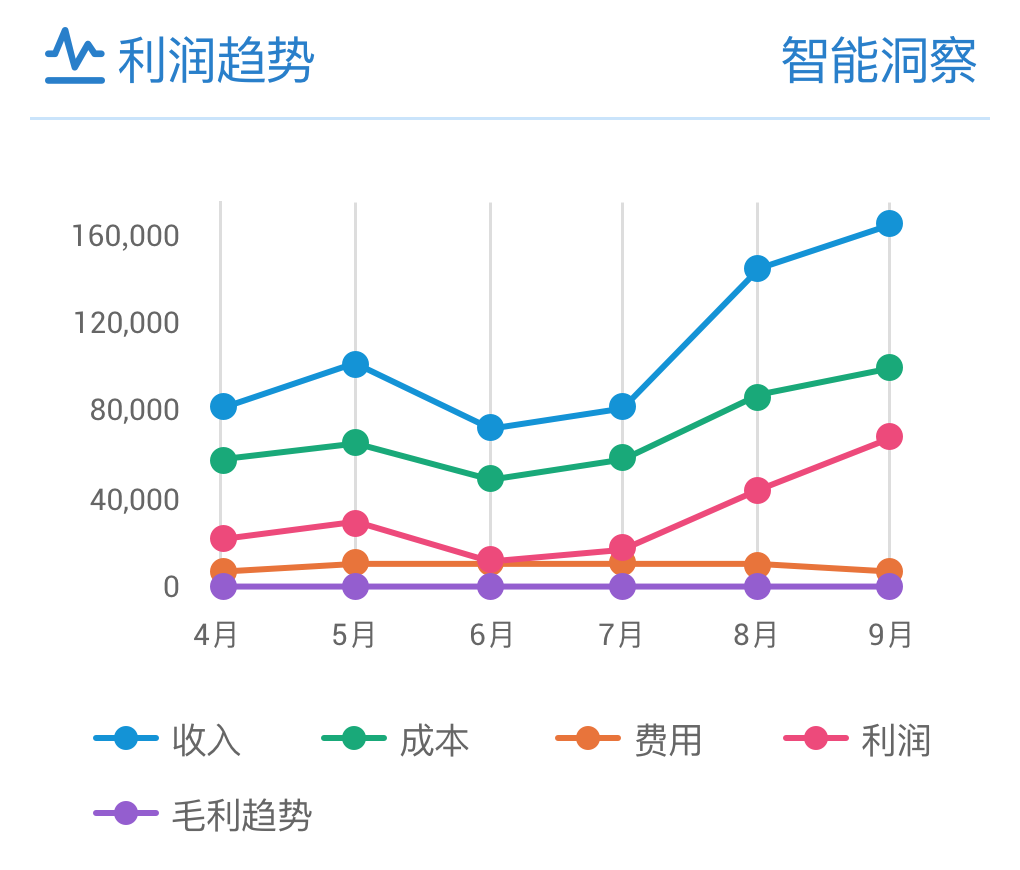 利润趋势 智能洞察
160,000
120,000
80,000
40,000
0
4月 5月 6月 7月 8月 9月
收入 成本 费用 利润
毛利趋势